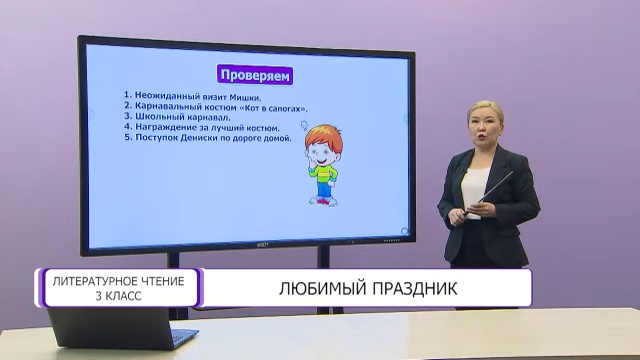 Проверяем
1. Неожиданный визит Мишки.
2. Карнавальный костюм «Кот в сапогах».
3. Школьный карнавал.
4. Награждение за лучший костюм.
5. Поступок Дениски по дороге домой.
ЛИТЕРАТУРНОЕ ЧТЕНИЕ
3 КЛАСС
ЛЮБИМЫЙ ПРАЗДНИК